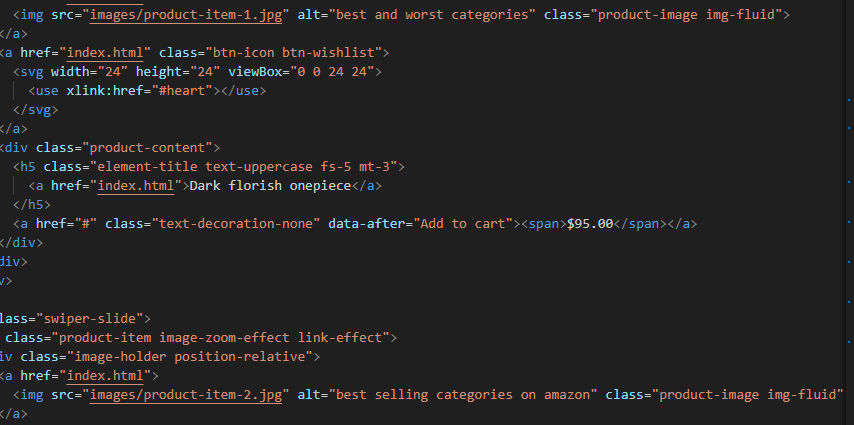 <img src="images/product-item-1.jpg" alt="best and worst categories" class="product-image img-fluid">
</a>
<a href="index.html" class="btn-icon btn-wishlist">
<svg width="24" height="24" viewBox="0 0 24 24">
<use xlink:href="#heart"></use>
</svg>
</a>
<div class="product-content">
<h5 class="element-title text-uppercase fs-5 mt-3">
<a href="index.html">Dark florish onepiece</a>
</h5>
<a href="#" class="text-decoration-none" data-after="Add to cart"><span>$95.00</span></a>
</div>
div>
v>
lass="swiper-slide">
class="product-item image-zoom-effect link-effect">
iv class="image-holder position-relative">
<a href="index.html">
<img src="images/product-item-2.jpg" alt="best selling categories on amazon" class="product-image img-fluid"
</a>